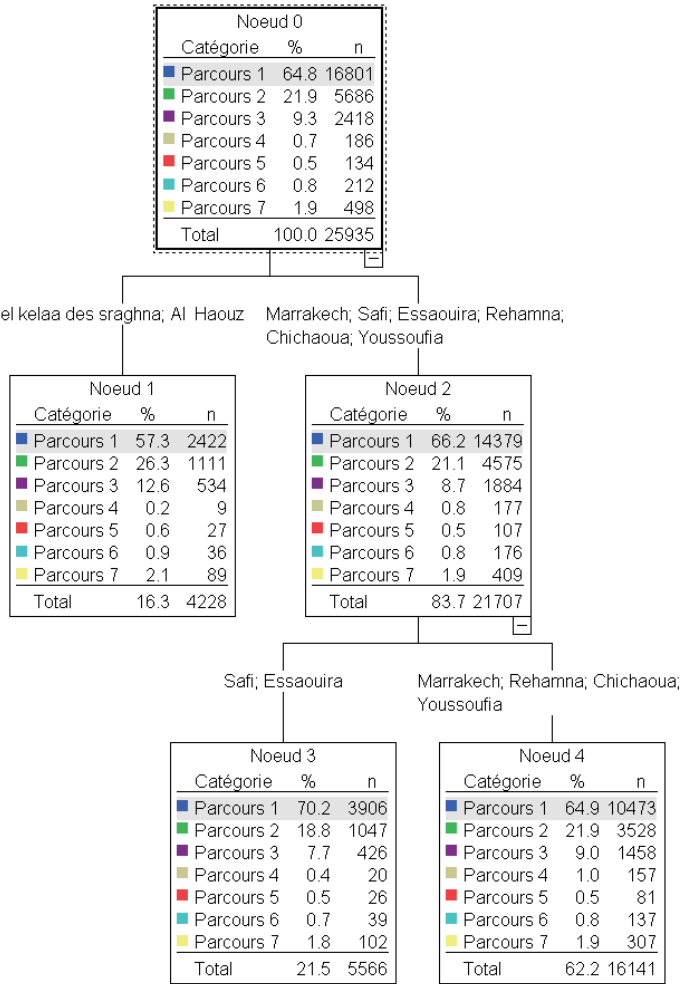 Noeud 0
Catégorie % n
Parcours 1 64.8 16801
Parcours 2 21.9 5686
Parcours 3 9.3 2418
Parcours 4 0.7 186
Parcours 5 0.5 134
Parcours 6 0.8 212
Parcours 7 1.9 498
Total 100.0 25935
el kelaa des sraghna; Al Haouz
Marrakech; Safi; Essaouira; Rehamna;
Chichaoua; Youssoufia
Noeud 1
Catégorie % n
Parcours 1 57.3 2422
Parcours 2 26.3 1111
Parcours 3 12.6 534
Parcours 4 0.2 9
Parcours 5 0.6 27
Parcours 6 0.9 36
Parcours 7 2.1 89
Total 16.3 4228
Noeud 2
Catégorie % n
Parcours 1 66.2 14379
Parcours 2 21.1 4575
Parcours 3 8.7 1884
Parcours 4 0.8 177
Parcours 5 0.5 107
Parcours 6 0.8 176
Parcours 7 1.9 409
Total 83.7 21707
Safi; Essaouira
Marrakech; Rehamna; Chichaoua;
Youssoufia
Noeud 3
Catégorie % n
Parcours 1 70.2 3906
Parcours 2 18.8 1047
Parcours 3 7.7 426
Parcours 4 0.4 20
Parcours 5 0.5 26
Parcours 6 0.7 39
Parcours 7 1.8 102
Total 21.5 5566
Noeud 4
Catégorie % n
Parcours 1 64.9 10473
Parcours 2 21.9 3528
Parcours 3 9.0 1458
Parcours 4 1.0 157
Parcours 5 0.5 81
Parcours 6 0.8 137
Parcours 7 1.9 307
Total 62.2 16141